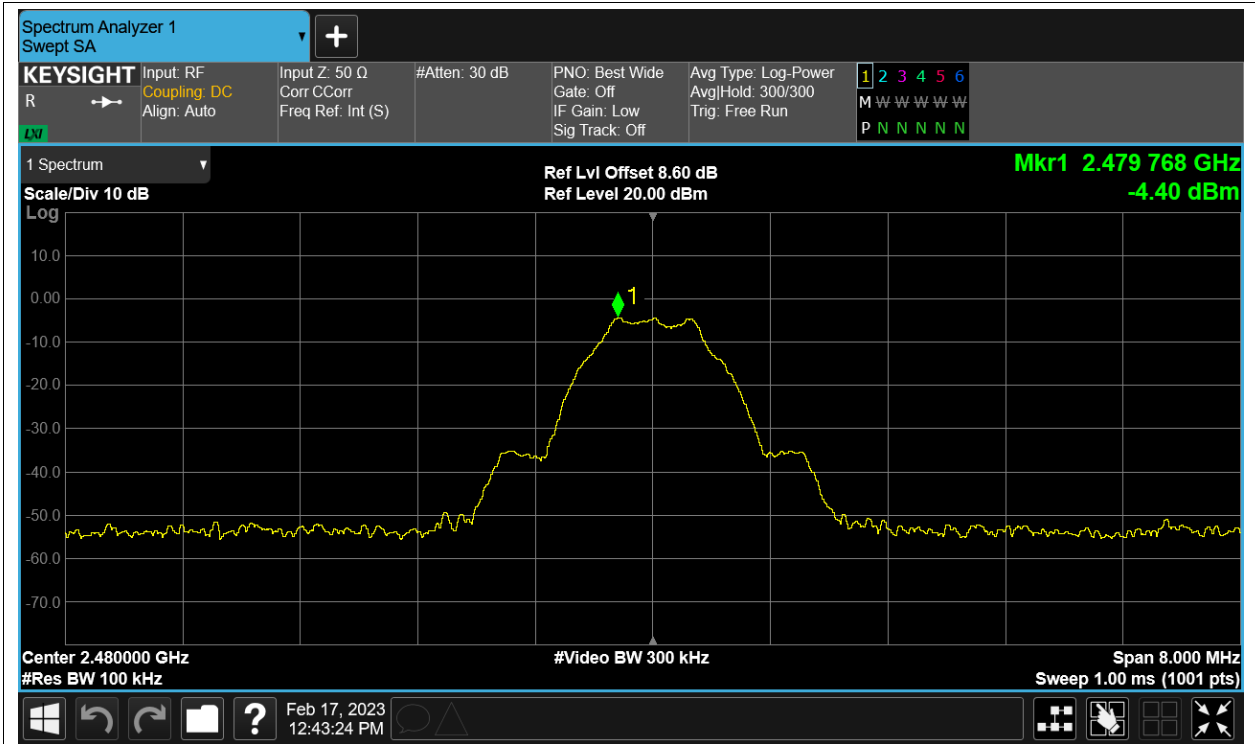 Spectrum Analyzer 1
Swept SA
KEYSIGHT
R
LXI
Input: RF
Coupling: DC
Align: Auto
Input Z: 50 Ω
Corr CCorr
Freq Ref: Int (S)
#Atten: 30 dB
PNO: Best Wide
Gate: Off
IF Gain: Low
Sig Track: Off
Avg Type: Log-Power
Avg|Hold: 300/300
Trig: Free Run
1 2 3 4 5 6
M W W W W W
P N N N N N
1 Spectrum
Scale/Div 10 dB
Log
Ref Lvl Offset 8.60 dB
Ref Level 20.00 dBm
Mkr1 2.479 768 GHz
-4.40 dBm
10.0
0.00
-10.0
-20.0
-30.0
-40.0
-50.0
-60.0
-70.0
1
Center 2.480000 GHz
#Res BW 100 kHz
#Video BW 300 kHz
Span 8.000 MHz
Sweep 1.00 ms (1001 pts)
?
Feb 17, 2023
12:43:24 PM